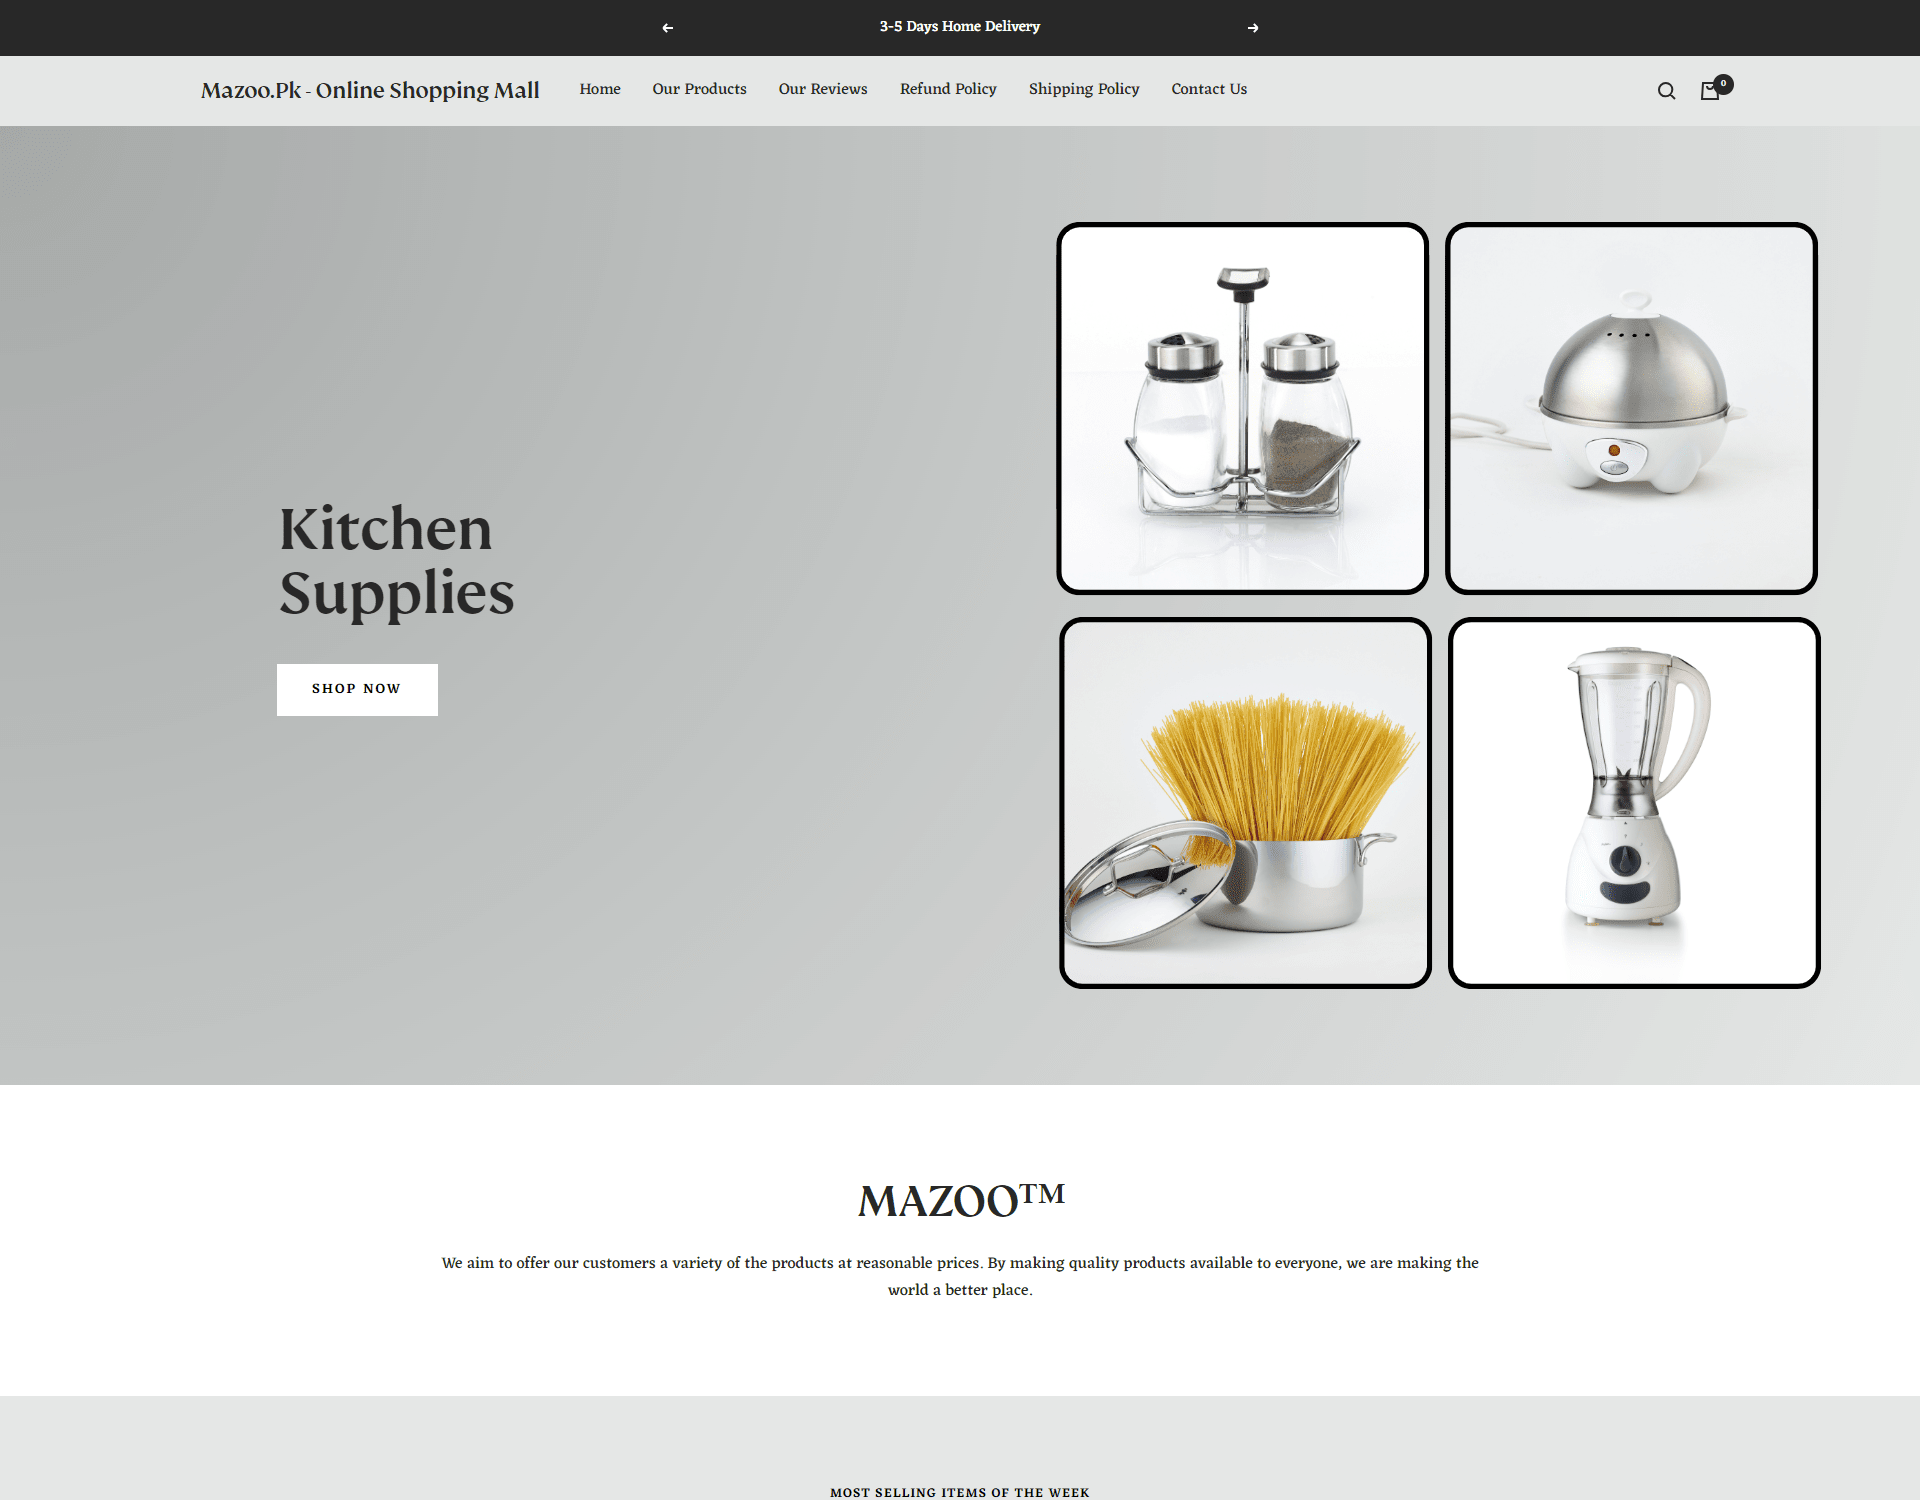 3-5 Days Home Delivery
Mazoo.Pk - Online Shopping Mall
Home
Our Products
Our Reviews
Refund Policy
Shipping Policy
Contact Us
0
Kitchen
Supplies
SHOP NOW
MAZOO™
We aim to offer our customers a variety of the products at reasonable prices. By making quality products available to everyone, we are making the
world a better place.
MOST SELLING ITEMS OF THE WEEK